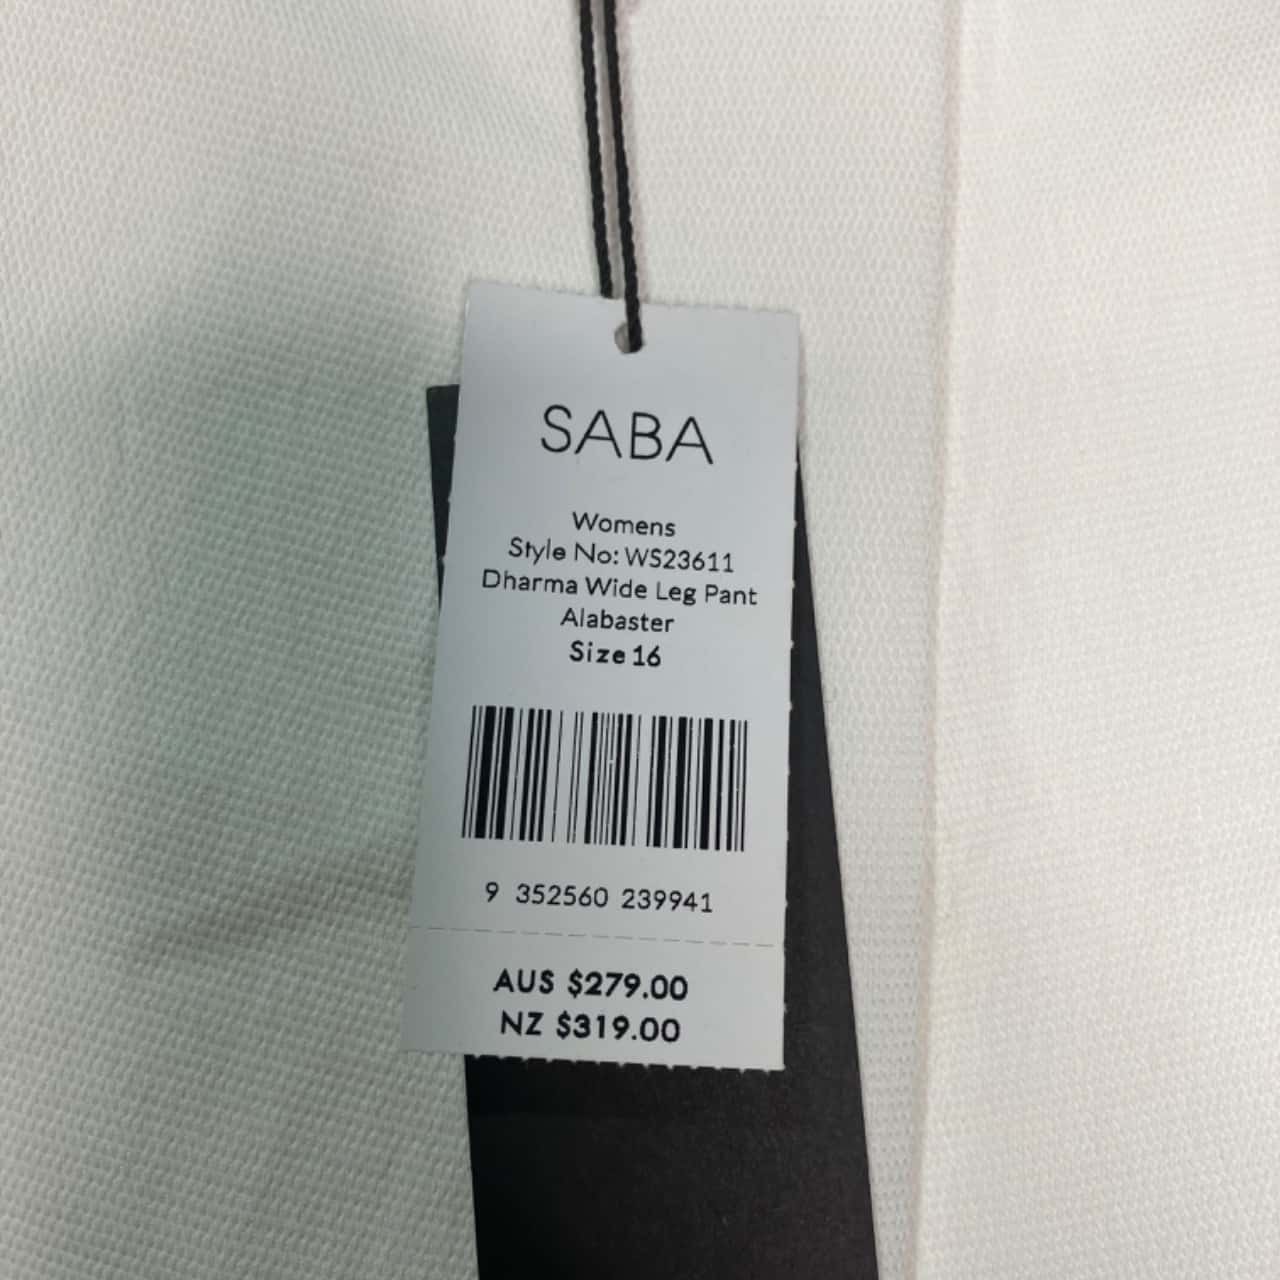 SABA
Womens
Style No: WS23611
Dharma Wide Leg Pant
Alabaster
Size 16
9 352560 239941
AUS $279.00
NZ $319.00